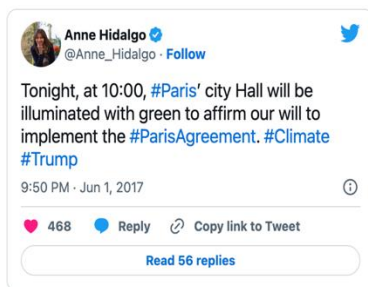 Anne Hidalgo
@Anne_Hidalgo · Follow
Tonight, at 10:00, #Paris' city Hall will be
illuminated with green to affirm our will to
implement the #ParisAgreement. #Climate
#Trump
9:50 PM · Jun 1, 2017
468 Reply Copy link to Tweet
Read 56 replies